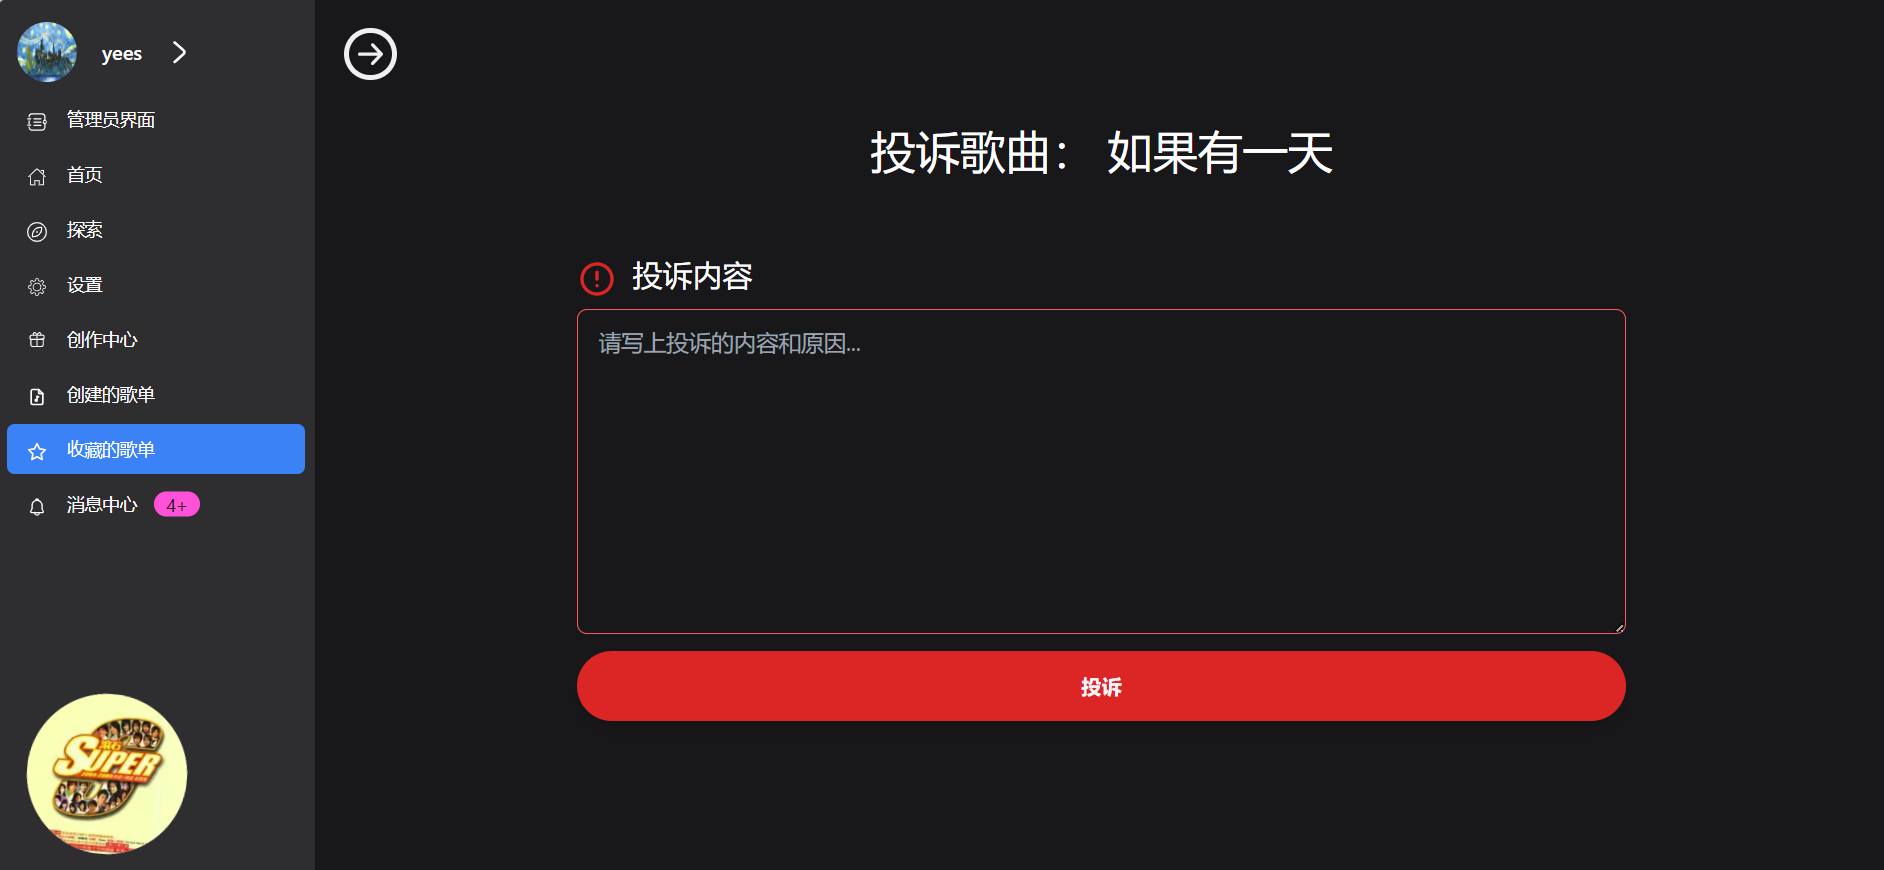 yees
管理员界面
首页
探索
设置
创作中心
创建的歌单
收藏的歌单
消息中心 4+
投诉歌曲： 如果有一天
投诉内容
请写上投诉的内容和原因...
投诉
SUPER